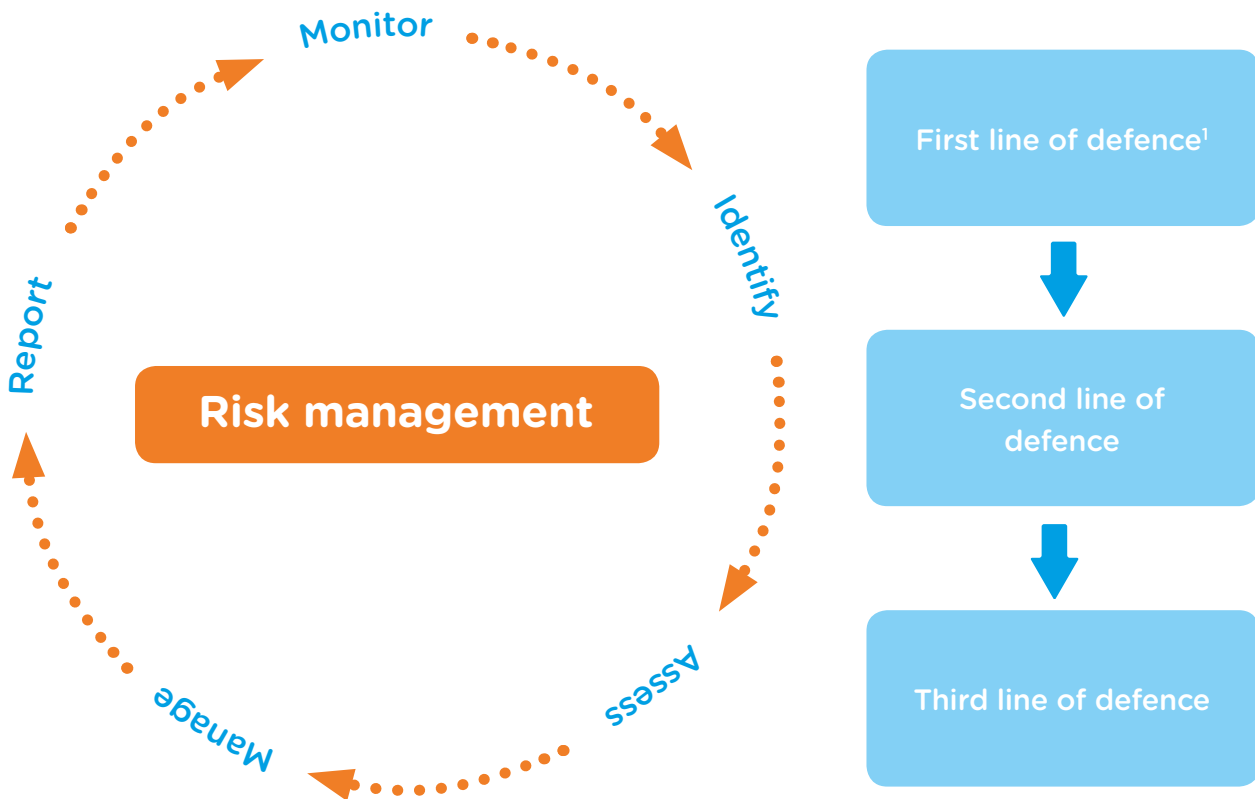 Monitor
Identify
Assess
Manage
Report
Risk management
First line of defence¹
Second line of
defence
Third line of defence